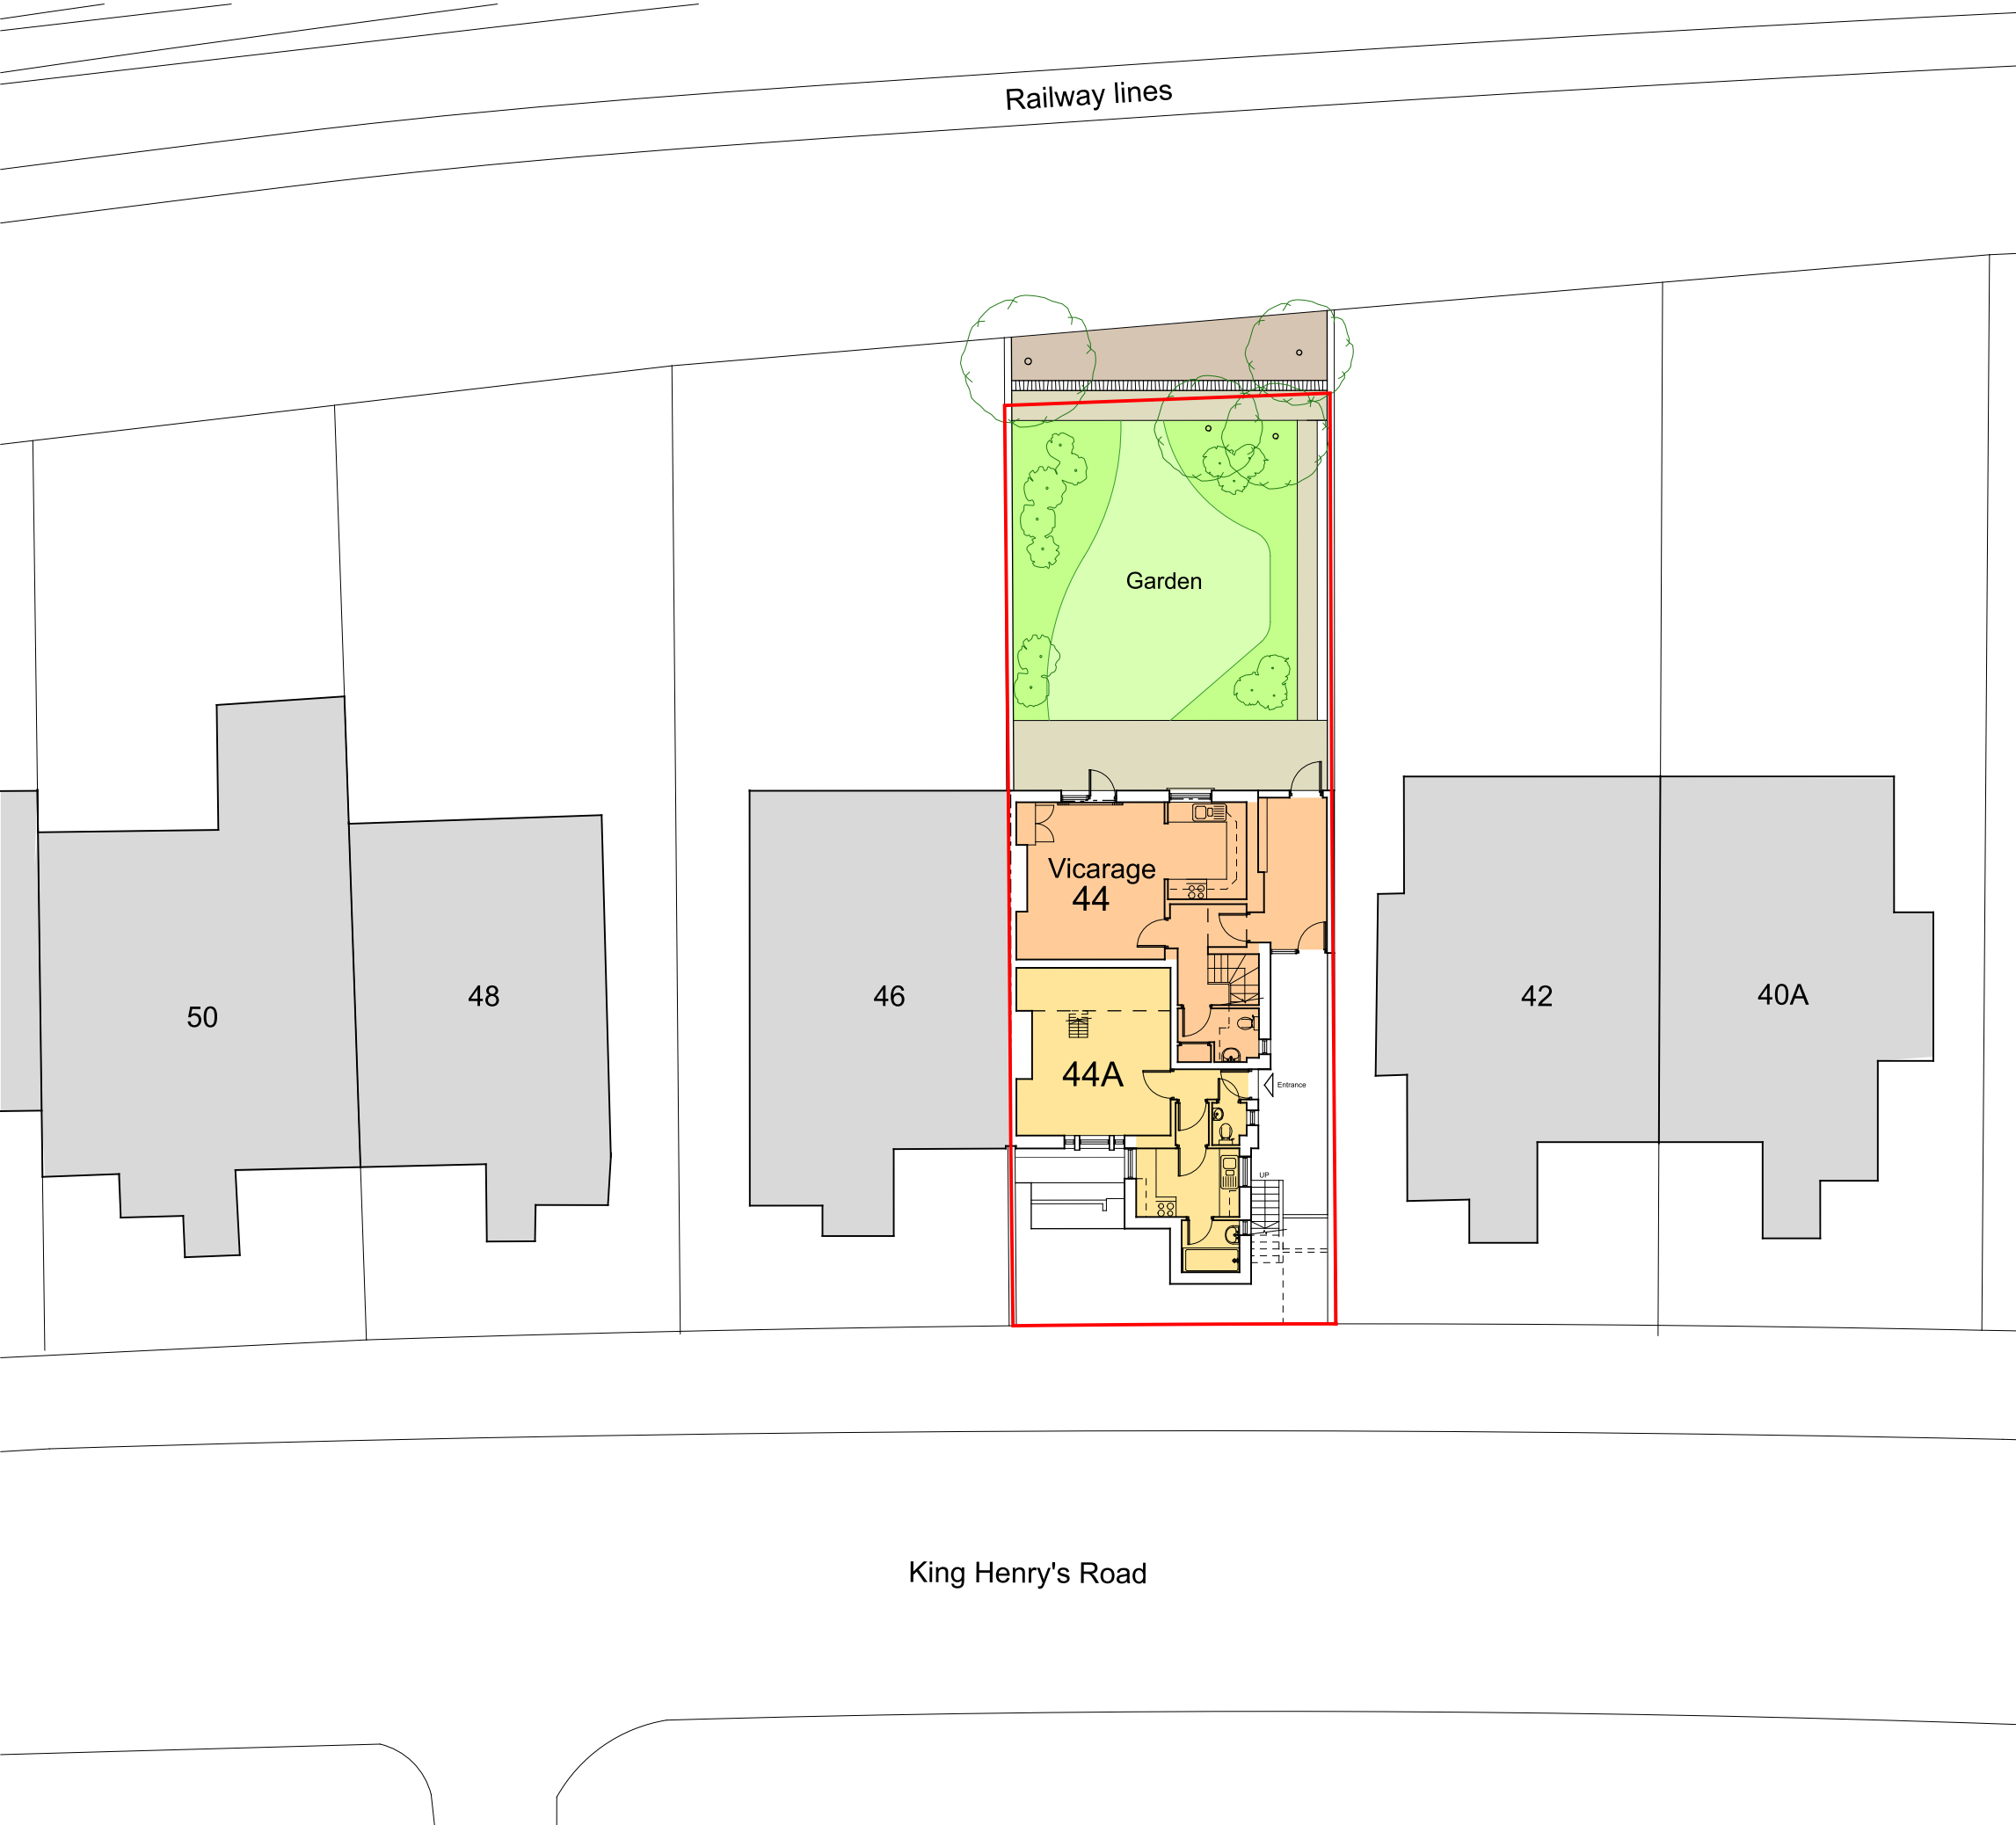 Railway lines
Garden
Vicarage
44
50
48
46
42
40A
44A
Entrance
UP
King Henry's Road